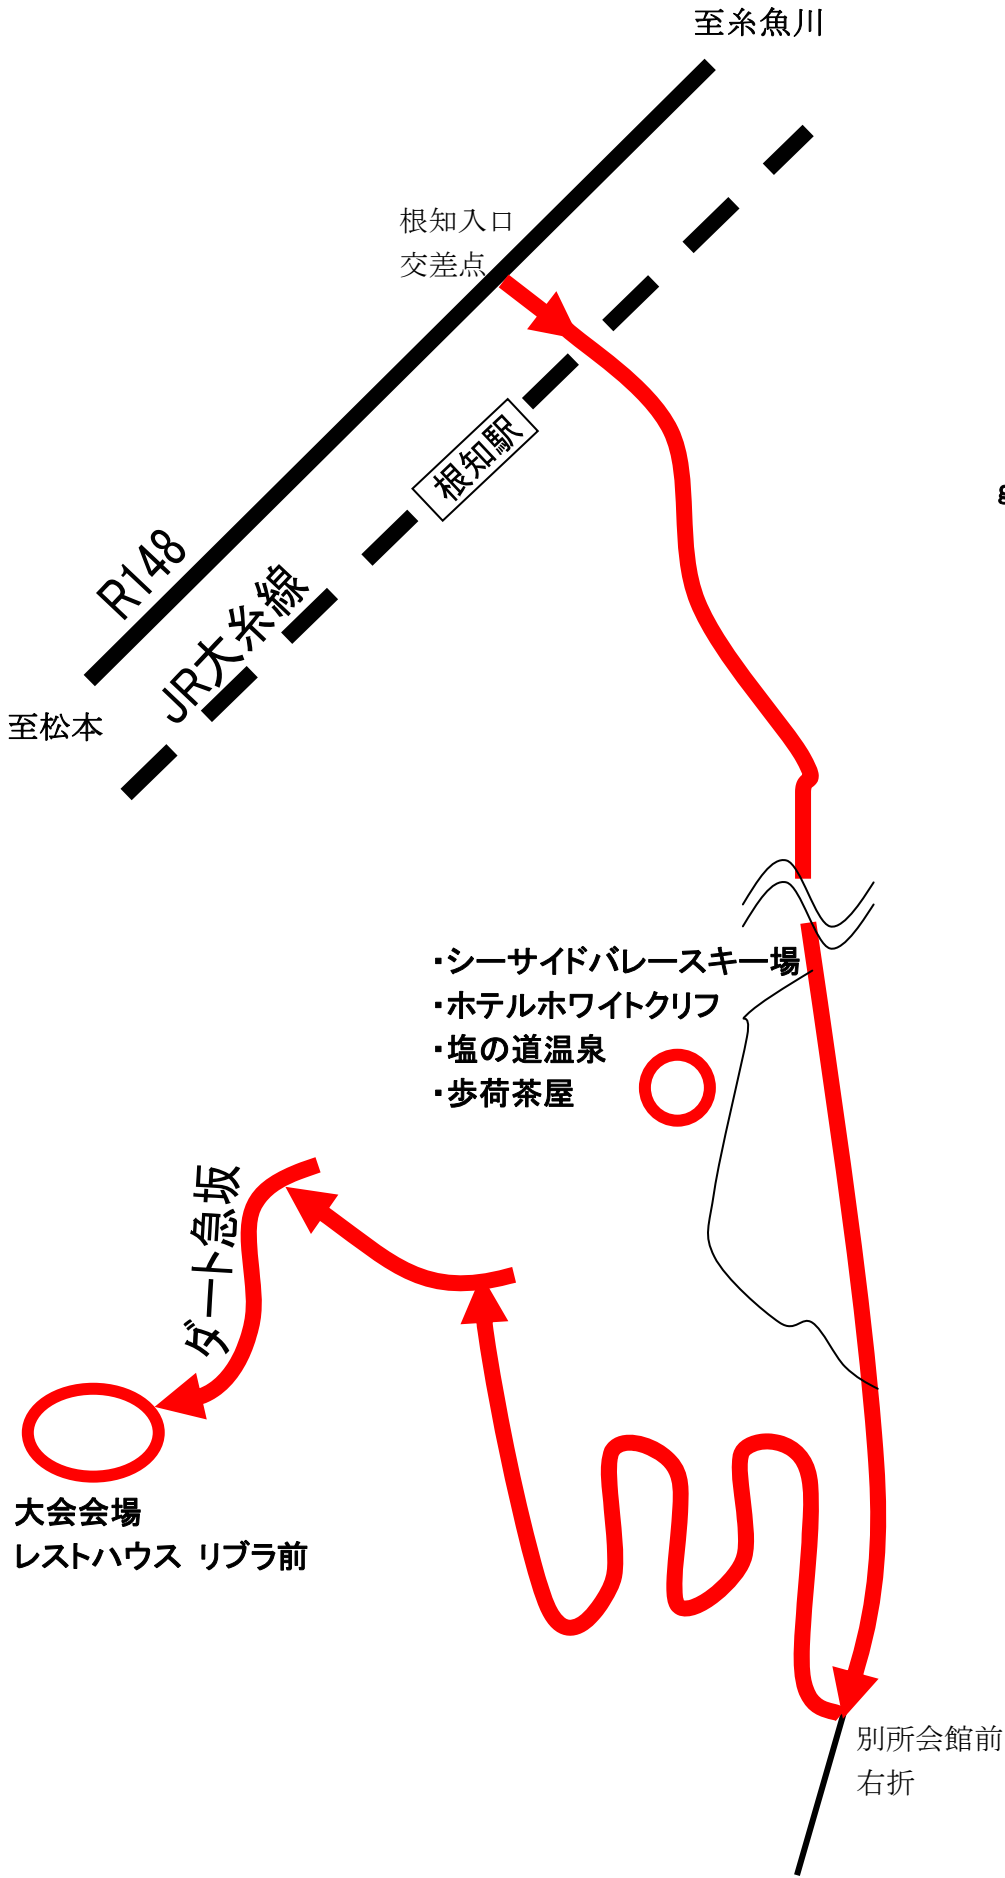 至糸魚川
根知入口
交差点
根知駅
R148
JR大糸線
至松本
・シーサイドバレースキー場
・ホテルホワイトクリフ
・塩の道温泉
・歩荷茶屋
ダート急坂
大会会場
レストハウス リブラ前
別所会館前
右折